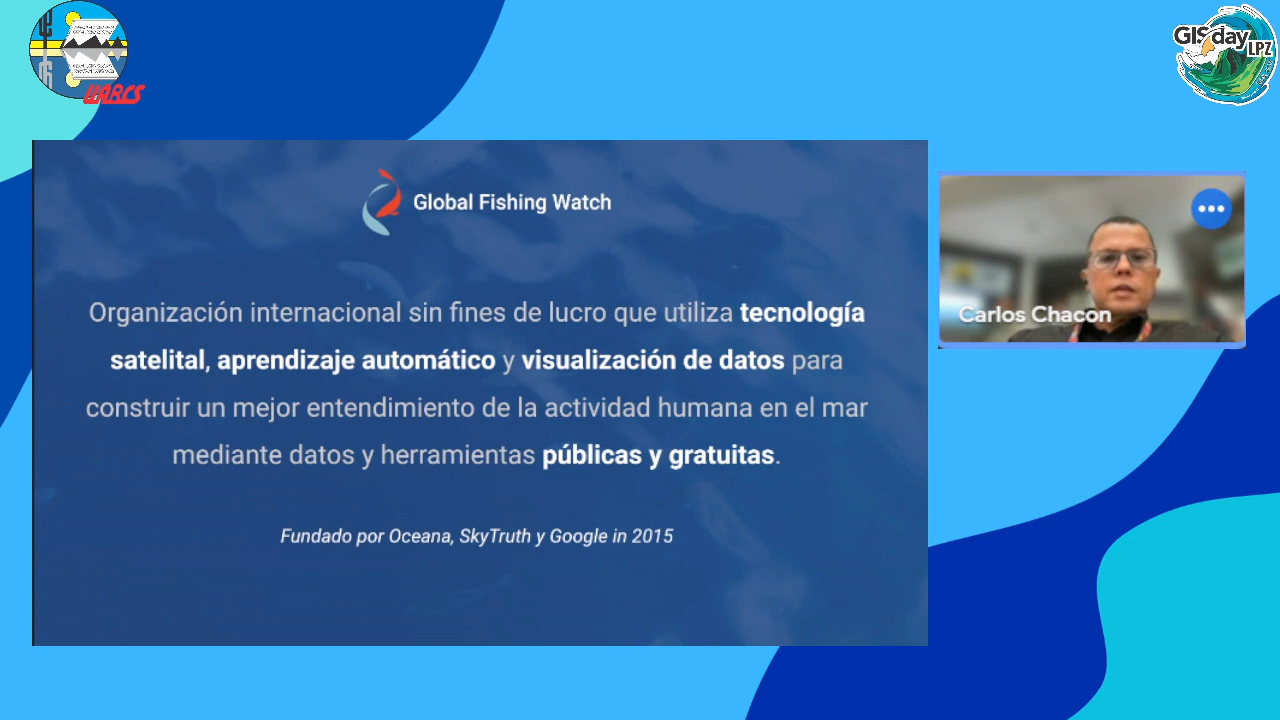 UABCS
GISday
LPZ
Global Fishing Watch
Organización internacional sin fines de lucro que utiliza tecnología
satelital, aprendizaje automático y visualización de datos para
construir un mejor entendimiento de la actividad humana en el mar
mediante datos y herramientas públicas y gratuitas.
Fundado por Oceana, SkyTruth y Google in 2015
Carlos Chacon